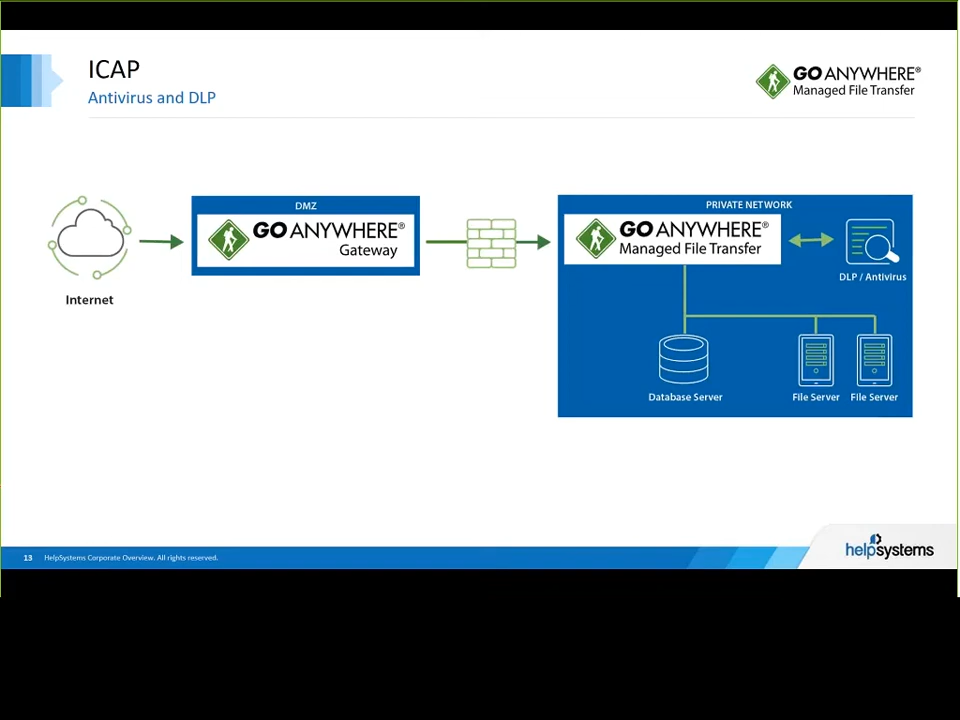 ICAP
Antivirus and DLP
GO ANYWHERE®
Managed File Transfer
DMZ
GO ANYWHERE®
Gateway
Internet
PRIVATE NETWORK
GO ANYWHERE®
Managed File Transfer
DLP / Antivirus
Database Server
File Server
File Server
13 HelpSystems Corporate Overview. All rights reserved.
helpsystems